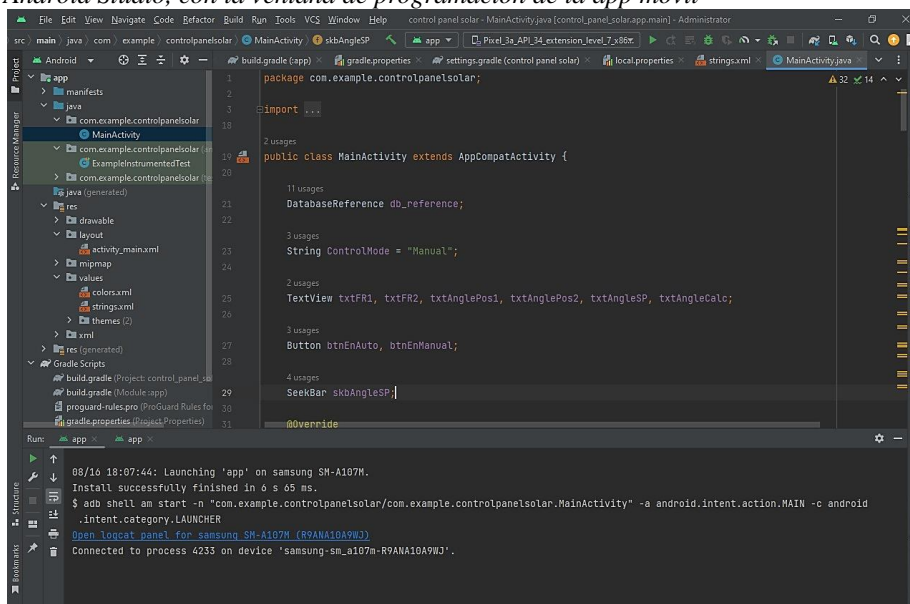 Android Studio, con la ventana de programación de la app móvil
File Edit View Navigate Code Refactor Build Run Tools VCS Window Help control panel solar - MainActivity.java [control_panel_solar.app.main] - Administrator
src main java com example controlpanelsolar MainActivity skbAngleSP app Pixel_3a_API_34_extension_level_7_x86
Android build.gradle (:app) gradle.properties settings.gradle (control panel solar) local.properties strings.xml MainActivity.java
Project
Resource Manager
Structure
Bookmarks
app
manifests
java
com.example.controlpanelsolar
MainActivity
com.example.controlpanelsolar
ExampleInstrumentedTest
com.example.controlpanelsolar
java (generated)
res
drawable
layout
activity_main.xml
mipmap
values
colors.xml
strings.xml
themes (2)
xml
res (generated)
Gradle Scripts
build.gradle (Project: control_panel_sol
build.gradle (Module :app)
proguard-rules.pro (ProGuard Rules for
gradle.properties (Project Properties)
32 14
1 package com.example.controlpanelsolar;
2
3 import ...
18
2 usages
19 public class MainActivity extends AppCompatActivity {
20
11 usages
21 DatabaseReference db_reference;
22
3 usages
23 String ControlMode = "Manual";
24
2 usages
25 TextView txtFR1, txtFR2, txtAnglePos1, txtAnglePos2, txtAngleSP, txtAngleCalc;
26
3 usages
27 Button btnEnAuto, btnEnManual;
28
4 usages
29 SeekBar skbAngleSP;
30
31 @Override
Run: app app
08/16 18:07:44: Launching 'app' on samsung SM-A107M.
Install successfully finished in 6 s 65 ms.
$ adb shell am start -n "com.example.controlpanelsolar/com.example.controlpanelsolar.MainActivity" -a android.intent.action.MAIN -c android
.intent.category.LAUNCHER
Open logcat panel for samsung SM-A107M (R9ANA10A9WJ)
Connected to process 4233 on device 'samsung-sm_a107m-R9ANA10A9WJ'.